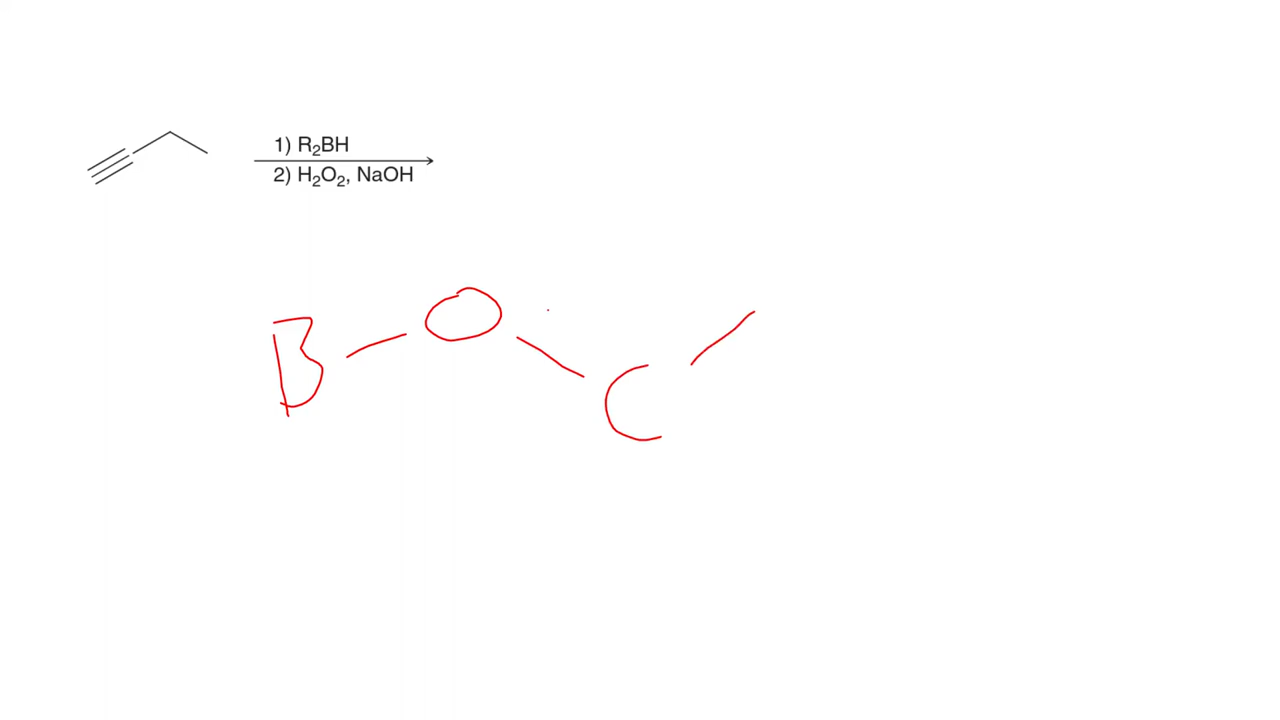 1) R₂BH
2) H₂O₂, NaOH
B O C